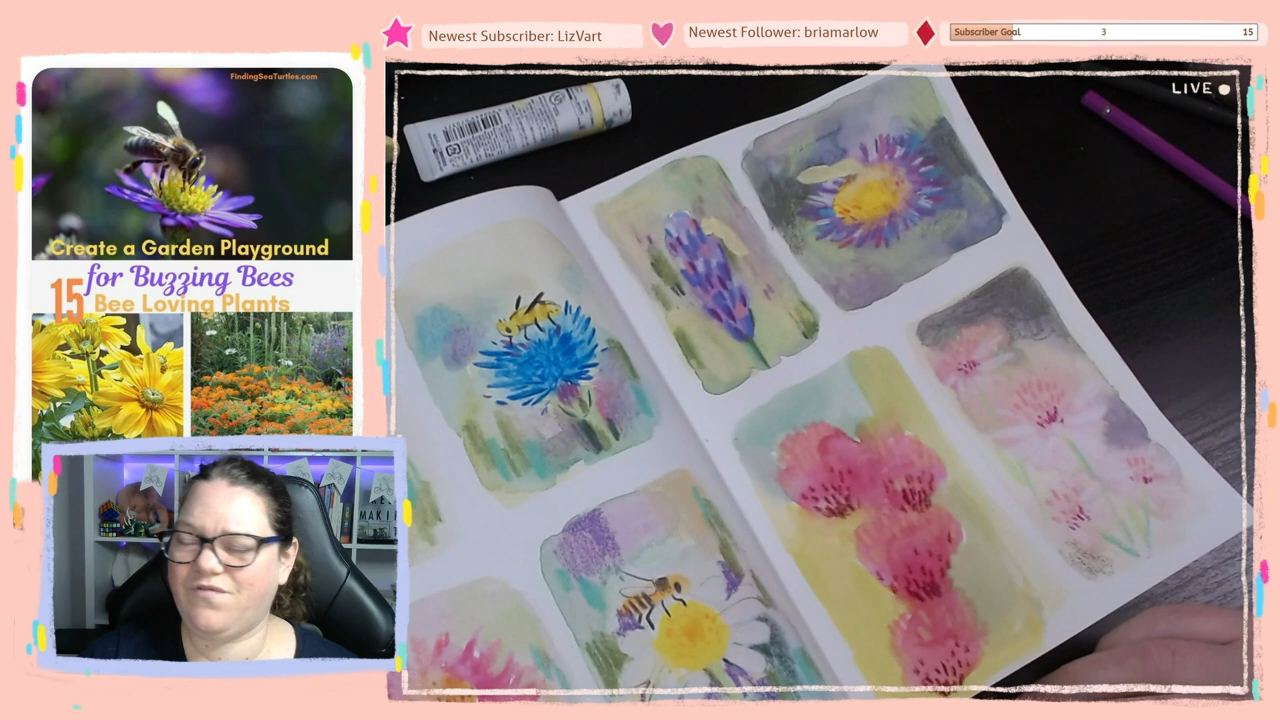 Newest Subscriber: LizVart
Newest Follower: briamarlow
Subscriber Goal
3
15
FindingSeaTurtles.com
LIVE
Create a Garden Playground
for Buzzing Bees
15 Bee Loving Plants